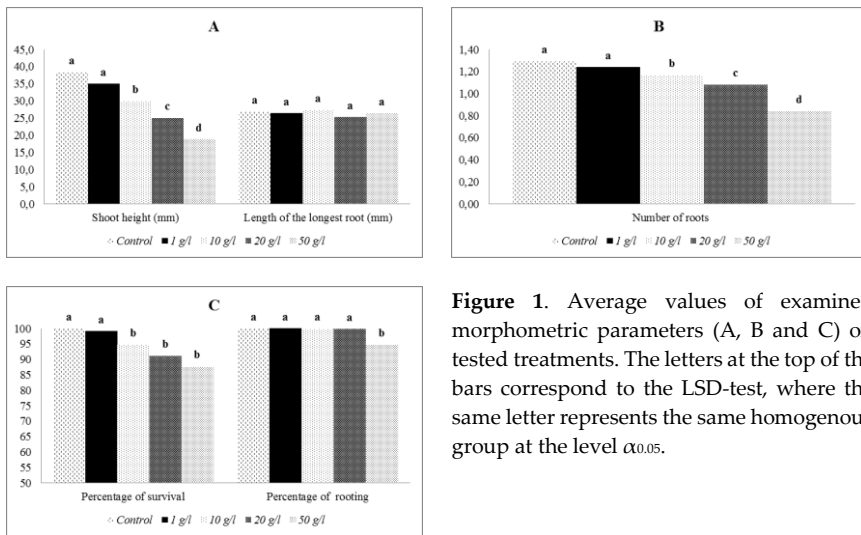 A
45,0
40,0
35,0
30,0
25,0
20,0
15,0
10,0
5,0
0,0
a a b c d a a a a a
Shoot height (mm) Length of the longest root (mm)
Control 1 g/l 10 g/l 20 g/l 50 g/l
B
1,40
1,20
1,00
0,80
0,60
0,40
0,20
0,00
a a b c d
Number of roots
Control 1 g/l 10 g/l 20 g/l 50 g/l
C
100
95
90
85
80
75
70
65
60
55
50
a a b b b a a a a b
Percentage of survival Percentage of rooting
Control 1 g/l 10 g/l 20 g/l 50 g/l
Figure 1. Average values of examine
morphometric parameters (A, B and C) o
tested treatments. The letters at the top of th
bars correspond to the LSD-test, where th
same letter represents the same homogenou
group at the level α0.05.